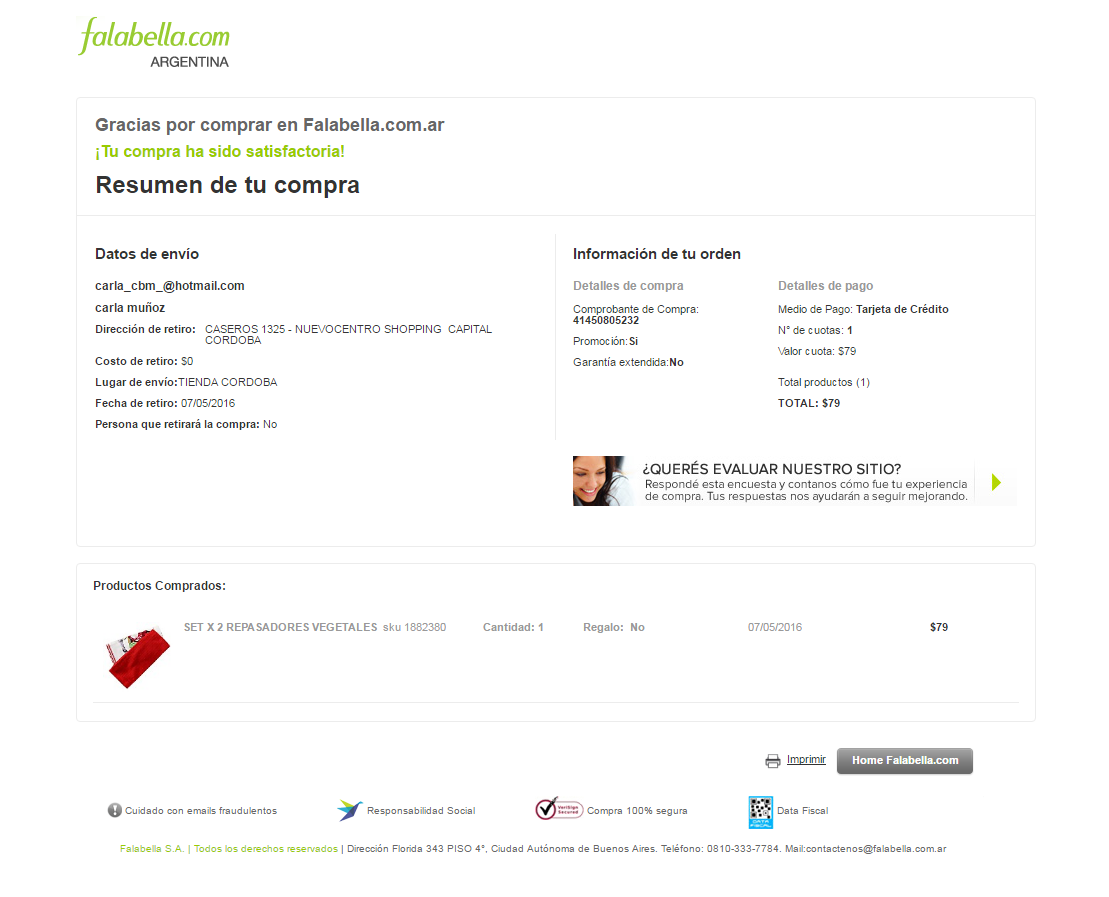 falabella.com
ARGENTINA
Gracias por comprar en Falabella.com.ar
¡Tu compra ha sido satisfactoria!
Resumen de tu compra
Datos de envío
carla_cbm_@hotmail.com
carla muñoz
Dirección de retiro: CASEROS 1325 - NUEVOCENTRO SHOPPING CAPITAL
CORDOBA
Costo de retiro: $0
Lugar de envío:TIENDA CORDOBA
Fecha de retiro: 07/05/2016
Persona que retirará la compra: No
Información de tu orden
Detalles de compra
Comprobante de Compra:
41450805232
Promoción:Si
Garantía extendida:No
Detalles de pago
Medio de Pago: Tarjeta de Crédito
N° de cuotas: 1
Valor cuota: $79
Total productos (1)
TOTAL: $79
¿QUERÉS EVALUAR NUESTRO SITIO?
Respondé esta encuesta y contanos cómo fue tu experiencia
de compra. Tus respuestas nos ayudarán a seguir mejorando.
Productos Comprados:
SET X 2 REPASADORES VEGETALES sku 1882380 Cantidad: 1 Regalo: No 07/05/2016 $79
Imprimir Home Falabella.com
Cuidado con emails fraudulentos Responsabilidad Social VeriSign Secured Compra 100% segura DATA FISCAL Data Fiscal
Falabella S.A. | Todos los derechos reservados | Dirección Florida 343 PISO 4°, Ciudad Autónoma de Buenos Aires. Teléfono: 0810-333-7784. Mail:contactenos@falabella.com.ar